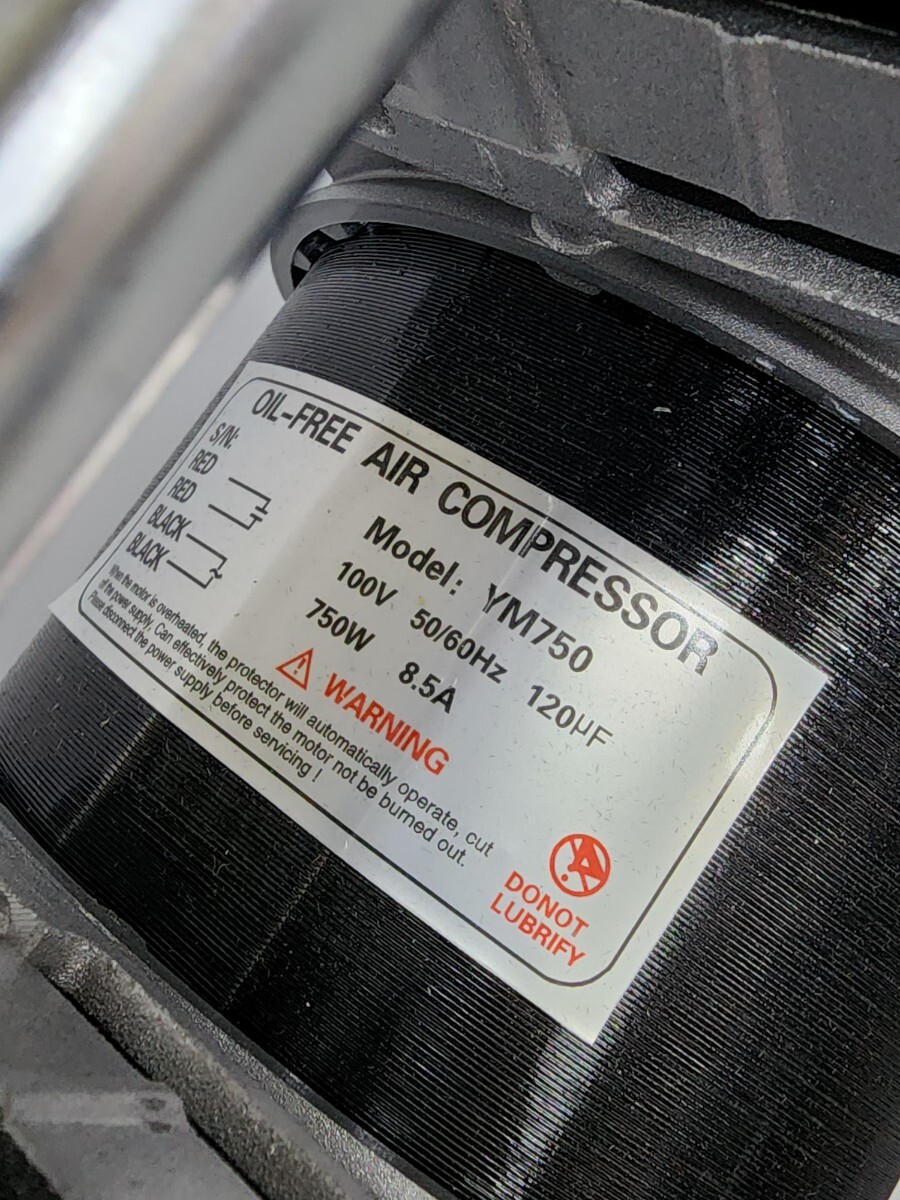 OIL-FREE AIR COMPRESSOR
S/N:
RED
RED
BLACK
BLACK
Model: YM750
100V 50/60Hz 120μF
750W 8.5A
WARNING
When the motor is overheated, the protector will automatically operate, cut
off the power supply. Can effectively protect the motor not be burned out.
Please disconnect the power supply before servicing !
DONOT
LUBRIFY